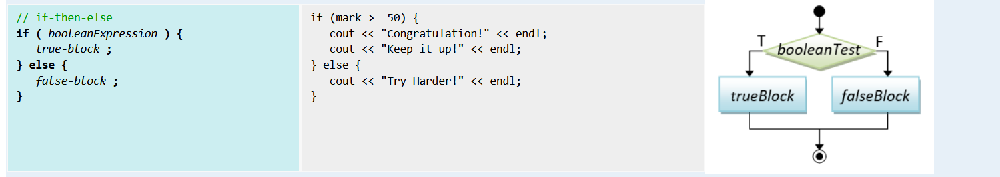 // if-then-else
if ( booleanExpression ) {
   true-block ;
} else {
   false-block ;
}
if (mark >= 50) {
   cout << "Congratulation!" << endl;
   cout << "Keep it up!" << endl;
} else {
   cout << "Try Harder!" << endl;
}
T
F
booleanTest
trueBlock
falseBlock